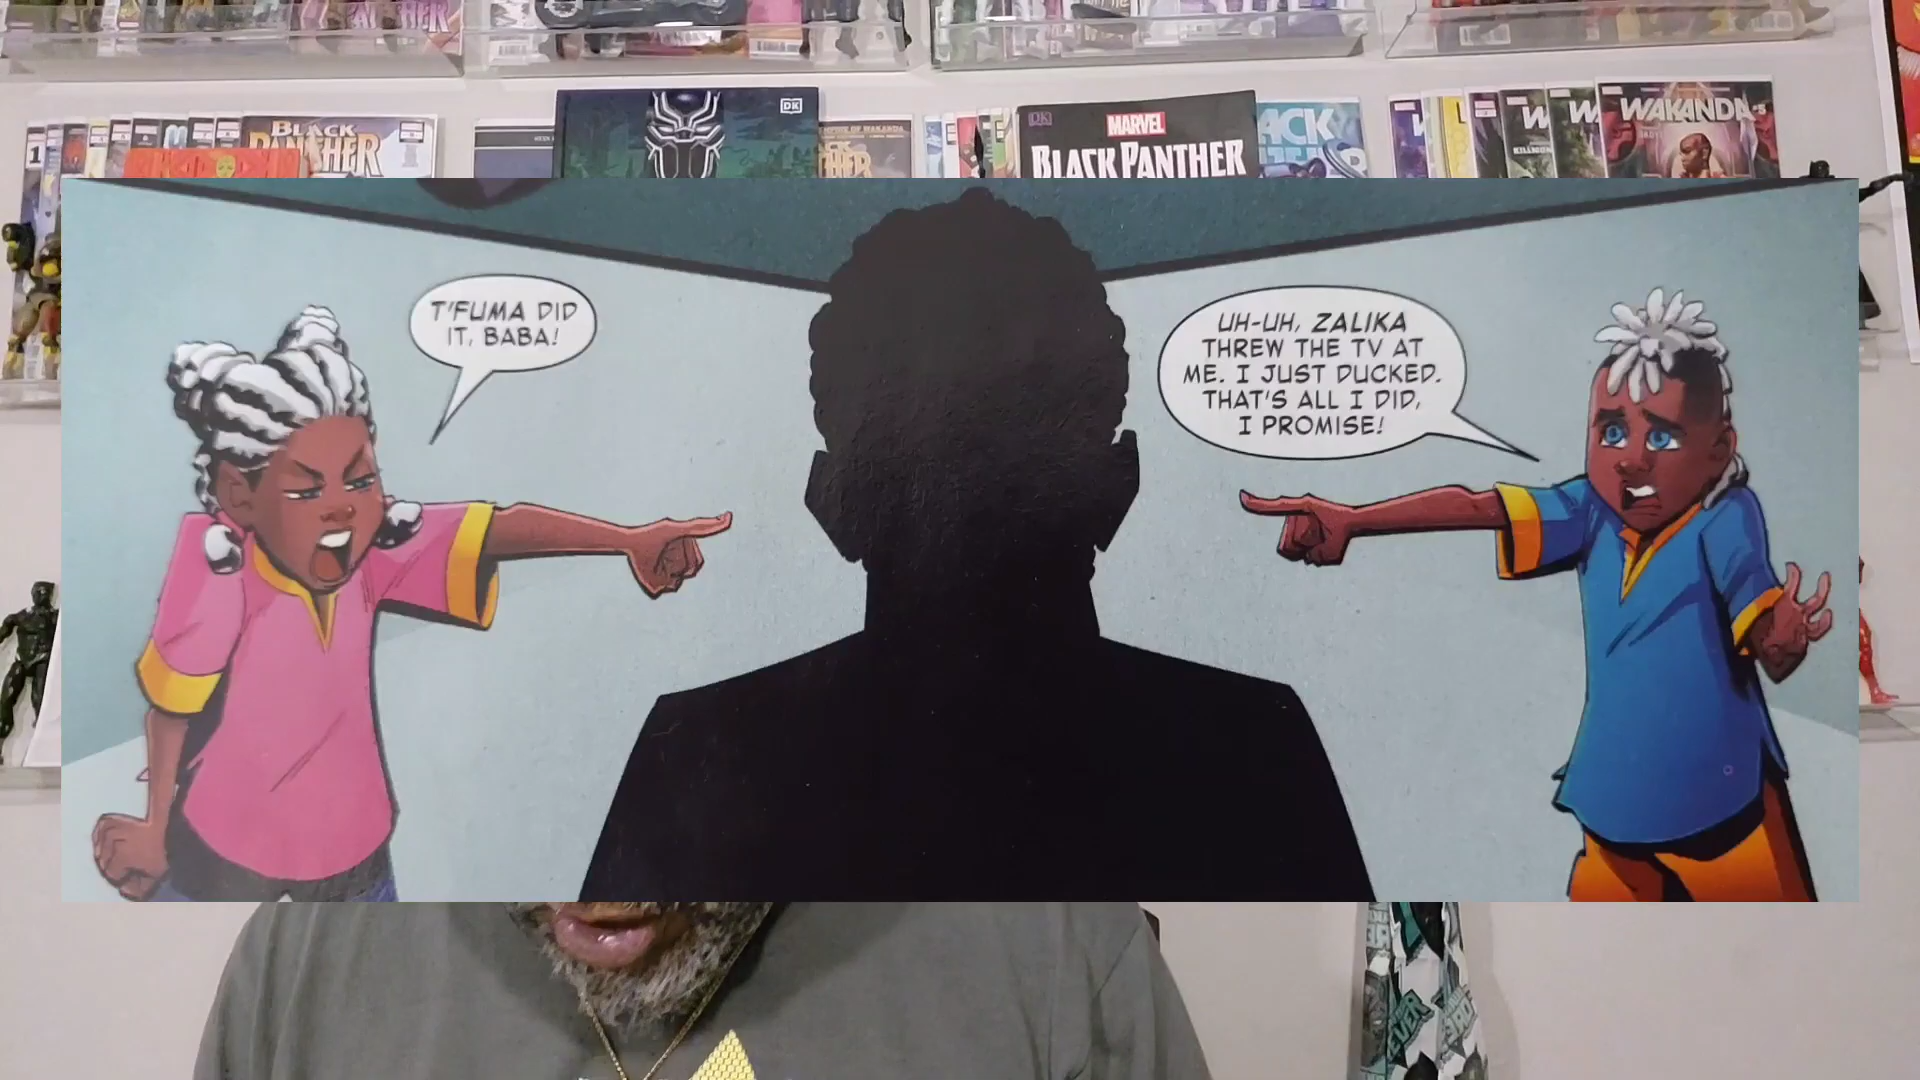 BLACK
PANTHER
DK
DK
MARVEL
BLACK PANTHER
WAKANDA
T'FUMA DID
IT, BABA!
UH-UH, ZALIKA
THREW THE TV AT
ME. I JUST DUCKED.
THAT'S ALL I DID,
I PROMISE!